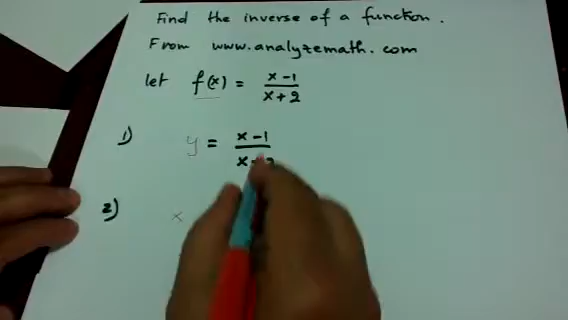 Find the inverse of a function.
From www.analyzemath.com
let f(x) = x-1 / x+2
1) y = x-1 / x
2) x